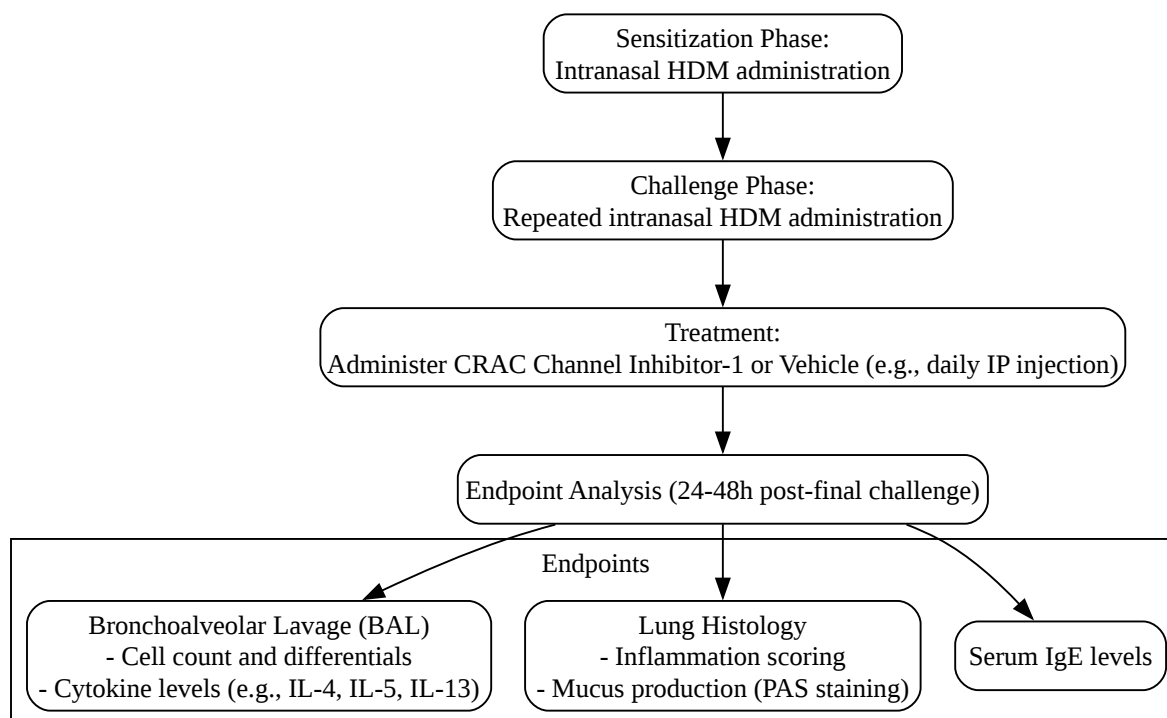 Sensitization Phase:
Intranasal HDM administration
Challenge Phase:
Repeated intranasal HDM administration
Treatment:
Administer CRAC Channel Inhibitor-1 or Vehicle (e.g., daily IP injection)
Endpoint Analysis (24-48h post-final challenge)
Endpoints
Bronchoalveolar Lavage (BAL)
- Cell count and differentials
- Cytokine levels (e.g., IL-4, IL-5, IL-13)
Lung Histology
- Inflammation scoring
- Mucus production (PAS staining)
Serum IgE levels